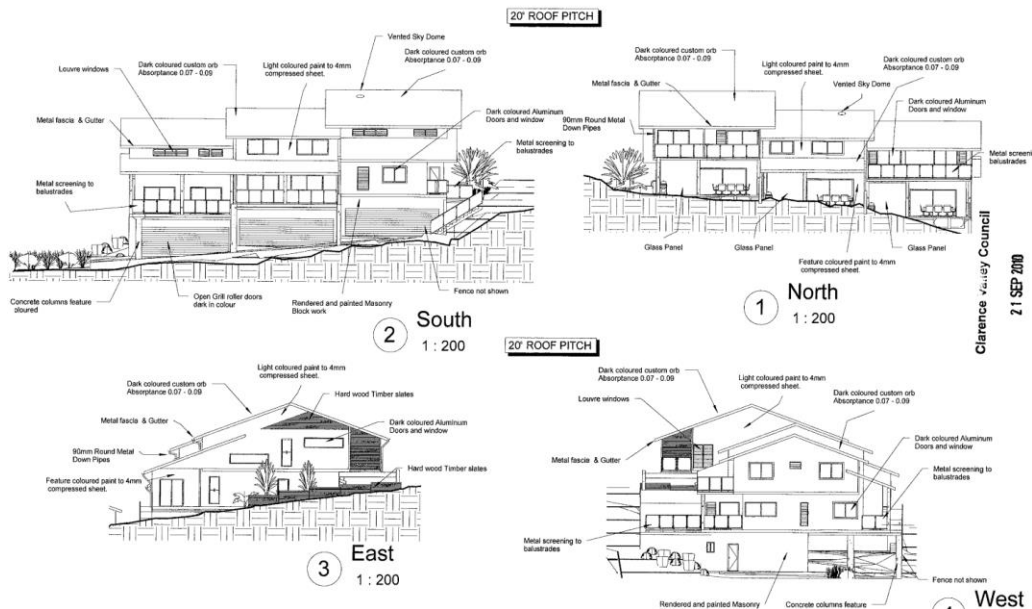 20' ROOF PITCH
Vented Sky Dome
Dark coloured custom orb
Absorptance 0.07 - 0.09
Light coloured paint to 4mm
compressed sheet.
Dark coloured custom orb
Absorptance 0.07 - 0.09
Louvre windows
Metal fascia & Gutter
Dark coloured Aluminum
Doors and window
Metal screening to
balustrades
Metal screening to
balustrades
Concrete columns feature
ploured
Open Grill roller doors
dark in colour
Rendered and painted Masonry
Block work
Fence not shown
2 South
1 : 200
Dark coloured custom orb
Absorptance 0.07 - 0.09
Light coloured paint to 4mm
compressed sheet.
Dark coloured custom orb
Absorptance 0.07 - 0.09
Metal fascia & Gutter
Vented Sky Dome
90mm Round Metal
Down Pipes
Dark coloured Aluminum
Doors and window
Metal screeni
balustrades
Glass Panel
Glass Panel
Glass Panel
Feature coloured paint to 4mm
compressed sheet.
1 North
1 : 200
Clarence Valley Council
21 SEP 2010
20' ROOF PITCH
Light coloured paint to 4mm
compressed sheet.
Dark coloured custom orb
Absorptance 0.07 - 0.09
Hard wood Timber slates
Metal fascia & Gutter
Dark coloured Aluminum
Doors and window
90mm Round Metal
Down Pipes
Hard wood Timber slates
Feature coloured paint to 4mm
compressed sheet.
3 East
1 : 200
Dark coloured custom orb
Absorptance 0.07 - 0.09
Light coloured paint to 4mm
compressed sheet.
Louvre windows
Dark coloured custom orb
Absorptance 0.07 - 0.09
Metal fascia & Gutter
Dark coloured Aluminum
Doors and window
Metal screening to
balustrades
Metal screening to
balustrades
Fence not shown
Rendered and painted Masonry
Concrete columns feature
West